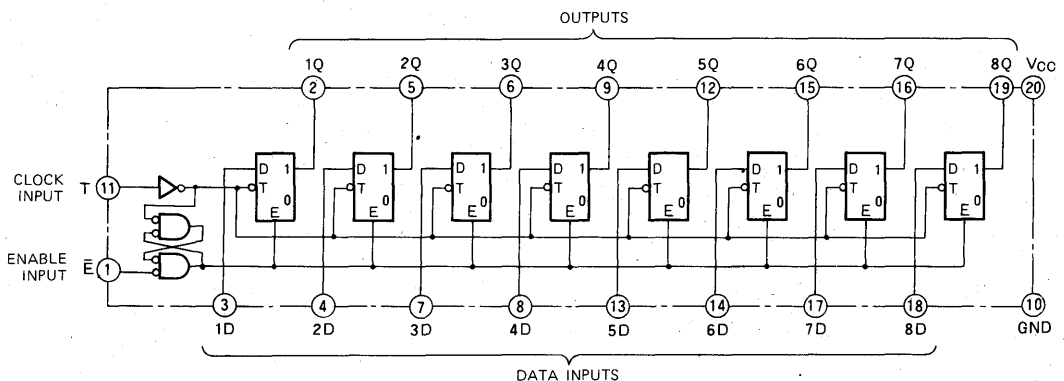 OUTPUTS
1Q 2Q 3Q 4Q 5Q 6Q 7Q 8Q VCC
2 5 6 9 12 15 16 19 20
D 1 D 1 D 1 D 1 D 1 D 1 D 1 D 1
CLOCK INPUT T 11
T T T T T T T T
0 0 0 0 0 0 0 0
E E E E E E E E
ENABLE INPUT E̅ 1
3 4 7 8 13 14 17 18 10
1D 2D 3D 4D 5D 6D 7D 8D GND
DATA INPUTS